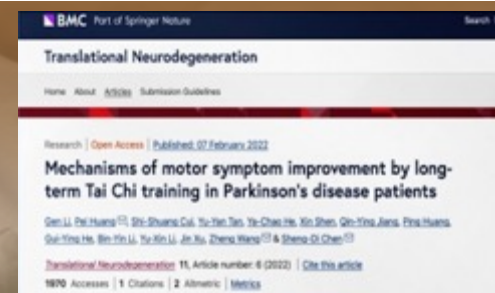 BMC Part of Springer Nature
Search
Translational Neurodegeneration
Home About Articles Submission Guidelines
Research | Open Access | Published: 07 February 2022
Mechanisms of motor symptom improvement by long-
term Tai Chi training in Parkinson's disease patients
Gen Li, Pei Huang, Shi-Shuang Cui, Yu-Yan Tan, Ya-Chao He, Xin Shen, Qin-Ying Jiang, Ping Huang,
Gui-Ying He, Bin-Yin Li, Yu-Xin Li, Jin Xu, Zheng Wang & Sheng-Di Chen
Translational Neurodegeneration 11, Article number: 6 (2022) | Cite this article
1970 Accesses | 1 Citations | 2 Altmetric | Metrics